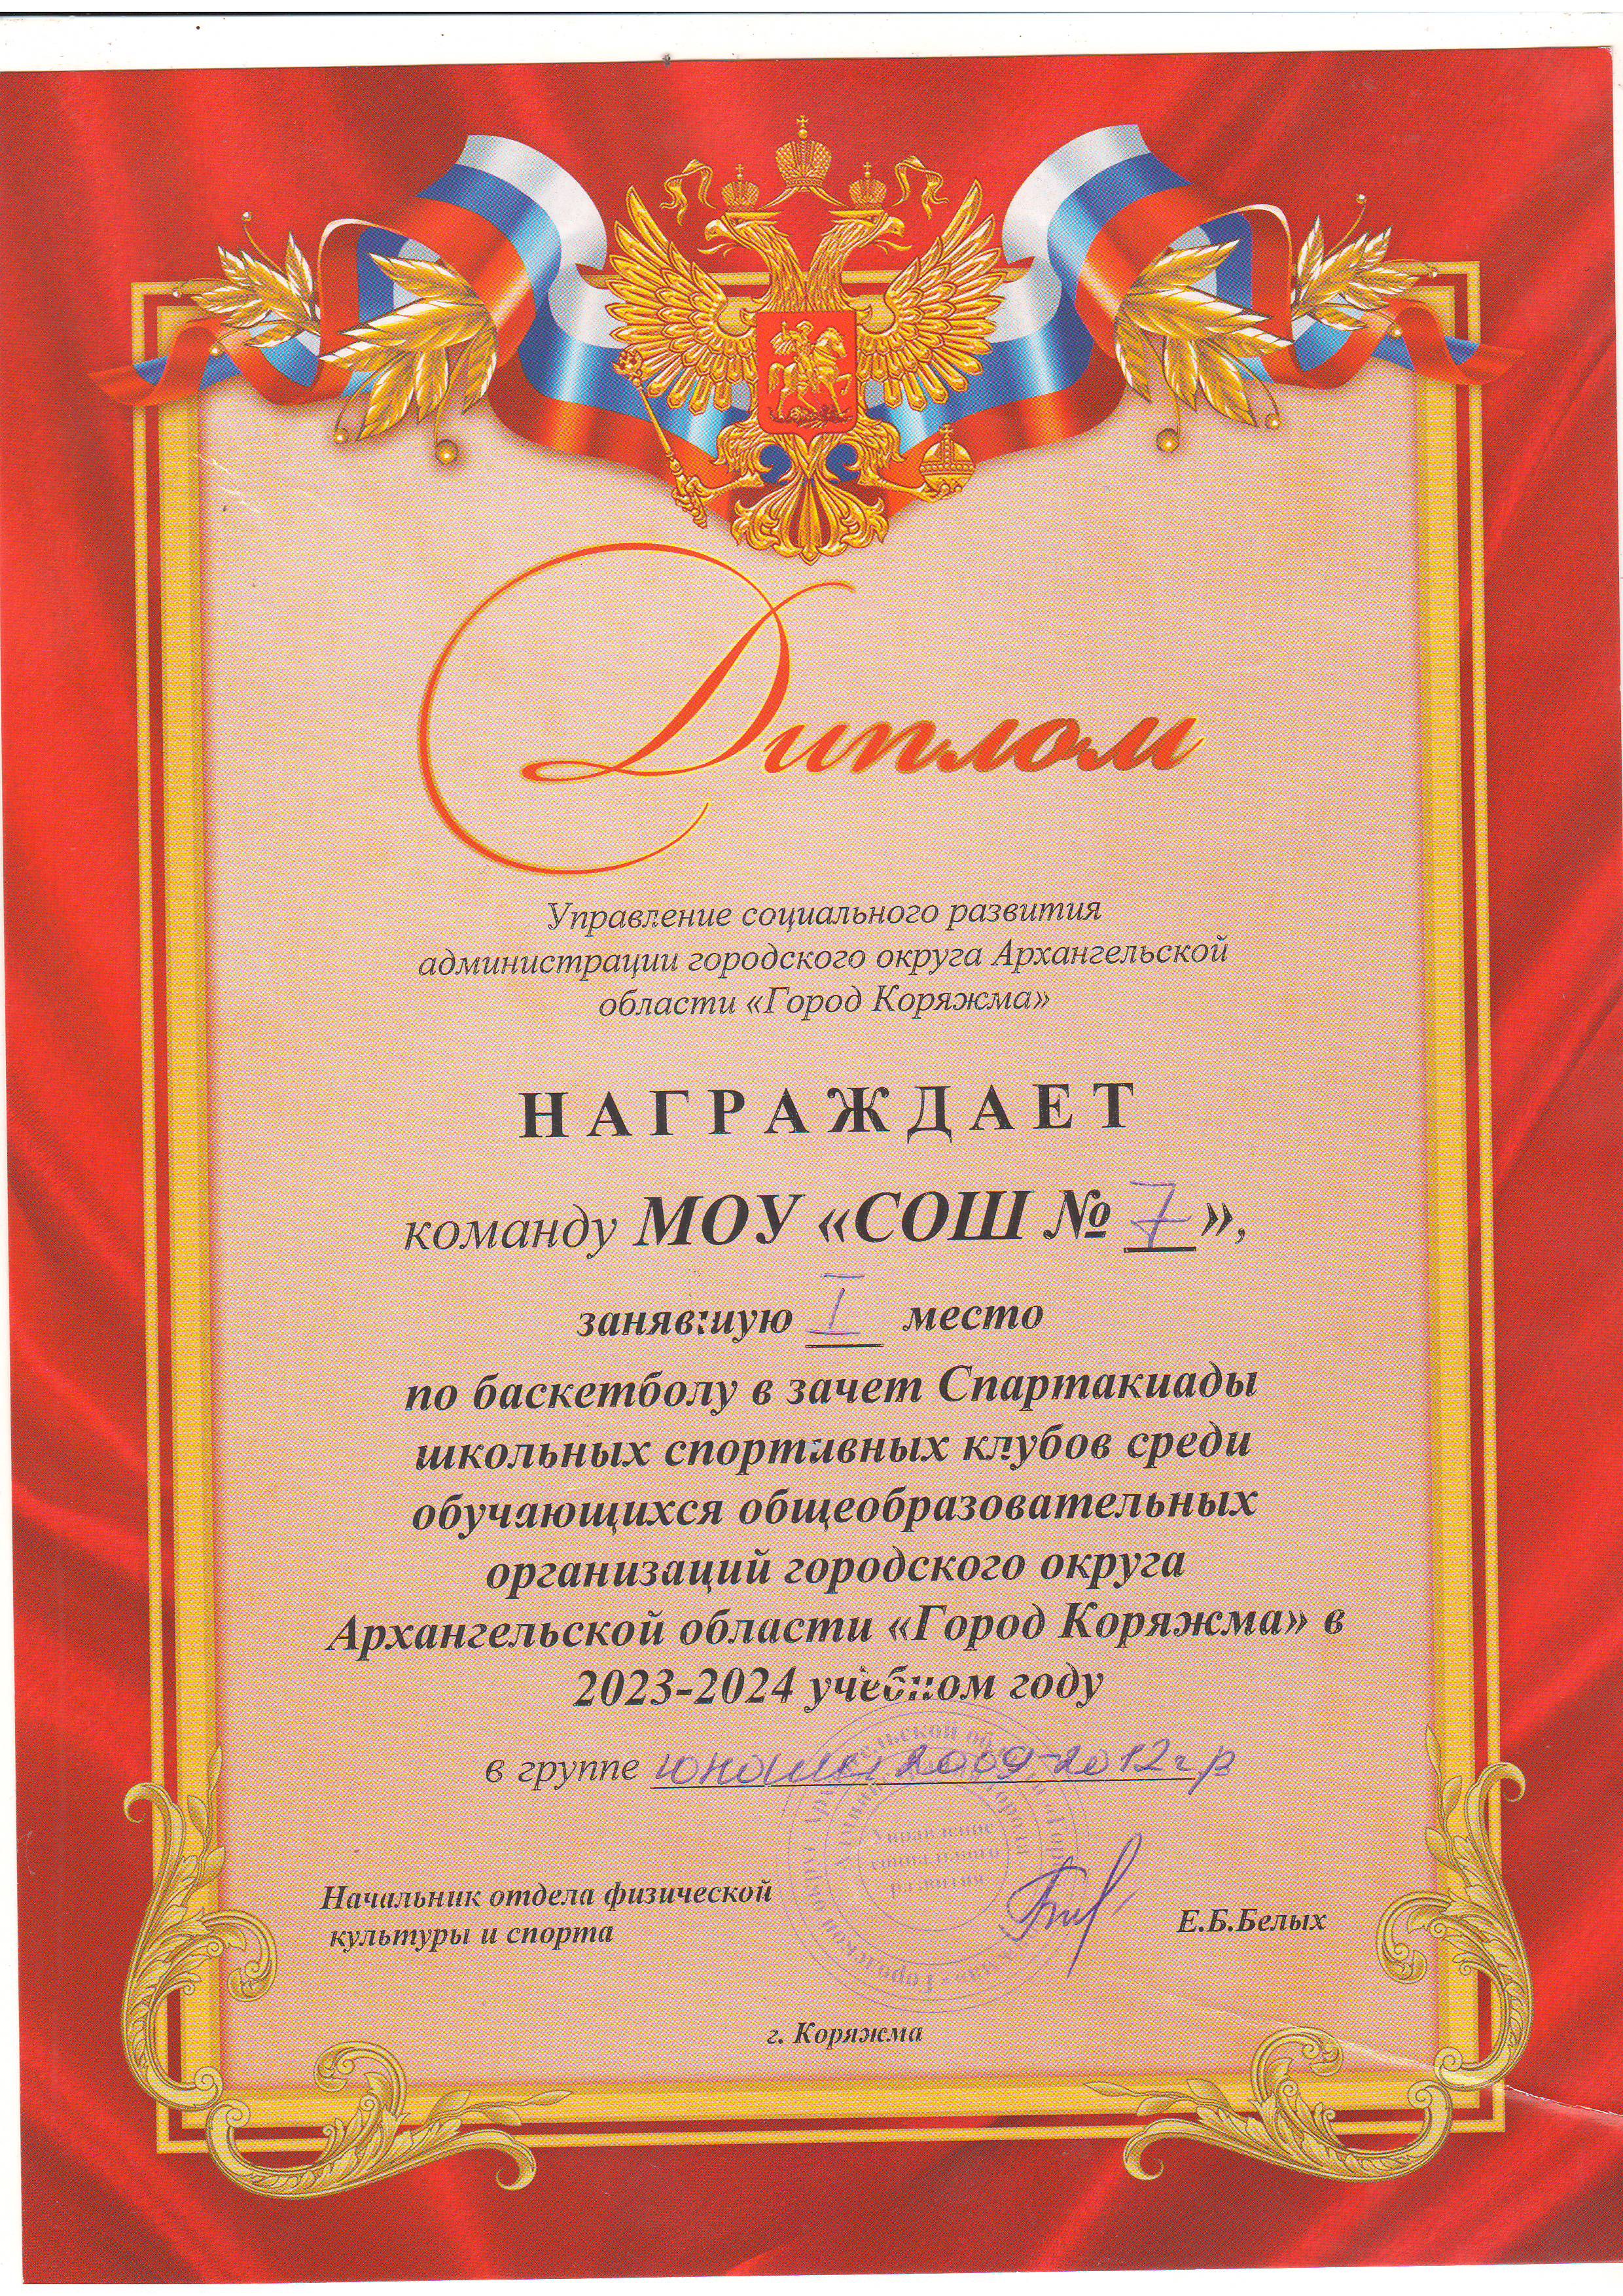 Диплом
Управление социального развития
администрации городского округа Архангельской
области «Город Коряжма»
НАГРАЖДАЕТ
команду МОУ «СОШ № 7»,
занявшую I место
по баскетболу в зачет Спартакиады
школьных спортивных клубов среди
обучающихся общеобразовательных
организаций городского округа
Архангельской области «Город Коряжма» в
2023-2024 учебном году
в группе юноши 2009-2012 г.р
Управление
социального
развития
Начальник отдела физической
культуры и спорта
Е.Б.Белых
г. Коряжма